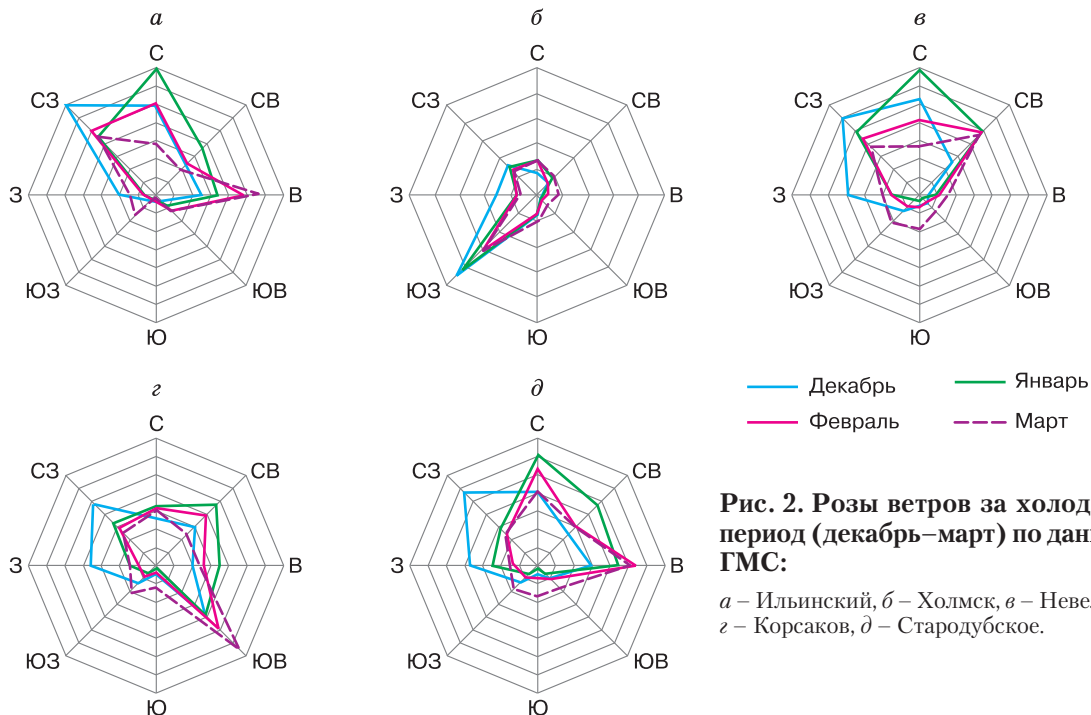 а
С
СВ
В
ЮВ
Ю
ЮЗ
З
СЗ
б
С
СВ
В
ЮВ
Ю
ЮЗ
З
СЗ
в
С
СВ
В
ЮВ
Ю
ЮЗ
З
СЗ
г
С
СВ
В
ЮВ
Ю
ЮЗ
З
СЗ
д
С
СВ
В
ЮВ
Ю
ЮЗ
З
СЗ
Декабрь
Январь
Февраль
Март
Рис. 2. Розы ветров за холод
период (декабрь–март) по дан
ГМС:
а – Ильинский, б – Холмск, в – Неве
г – Корсаков, д – Стародубское.